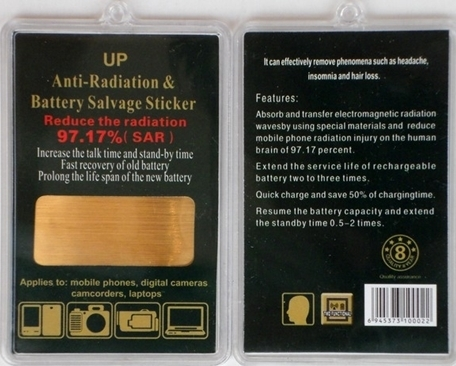 UP
Anti-Radiation &
Battery Salvage Sticker
Reduce the radiation
97.17%( SAR )
Increase the talk time and stand-by time
Fast recovery of old battery
Prolong the life span of the new battery
Applies to: mobile phones, digital cameras
camcorders, laptops
It can effectively remove phenomena such as headache,
insomnia and hair loss.
Features:
Absorb and transfer electromagnetic radiation
wavesby using special materials and reduce
mobile phone radiation injury on the human
brain of 97.17 percent.
Extend the service life of rechargeable
battery two to three times.
Quick charge and save 50% of chargingtime.
Resume the battery capacity and extend
the standby time 0.5–2 times.
8
Quality assurance
6 945373 100022